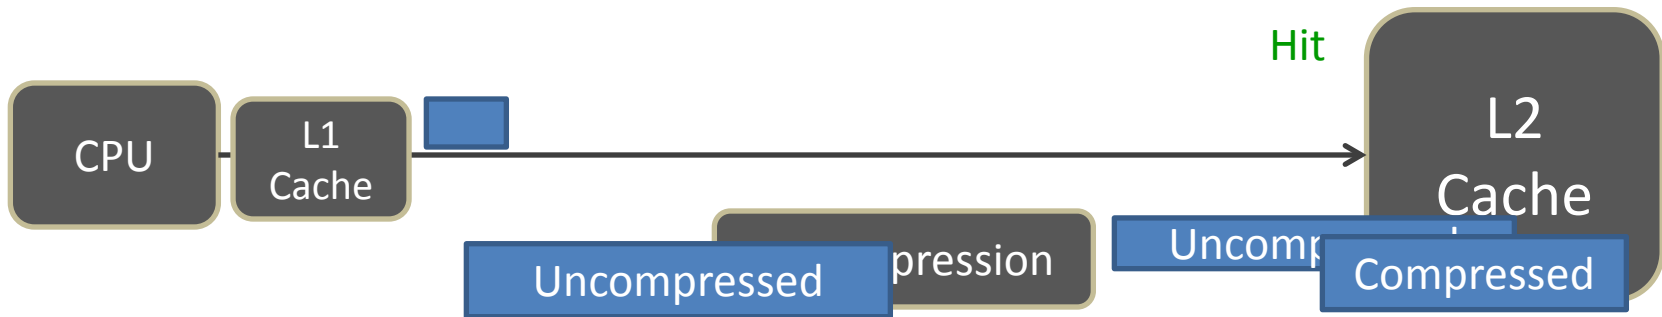 Hit
CPU
L1
Cache
L2
Cache
pression
Uncompressed
Uncomp
Compressed